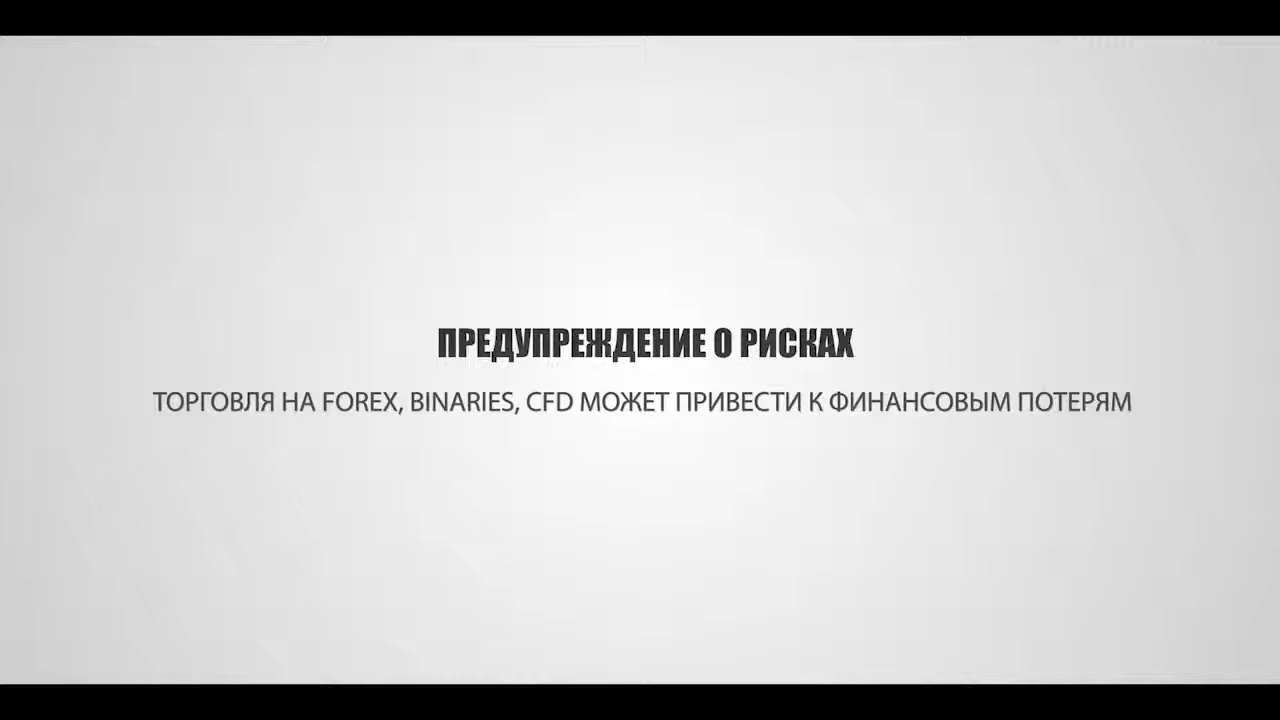 ПРЕДУПРЕЖДЕНИЕ О РИСКАХ
ТОРГОВЛЯ НА FOREX, BINARIES, CFD МОЖЕТ ПРИВЕСТИ К ФИНАНСОВЫМ ПОТЕРЯМ